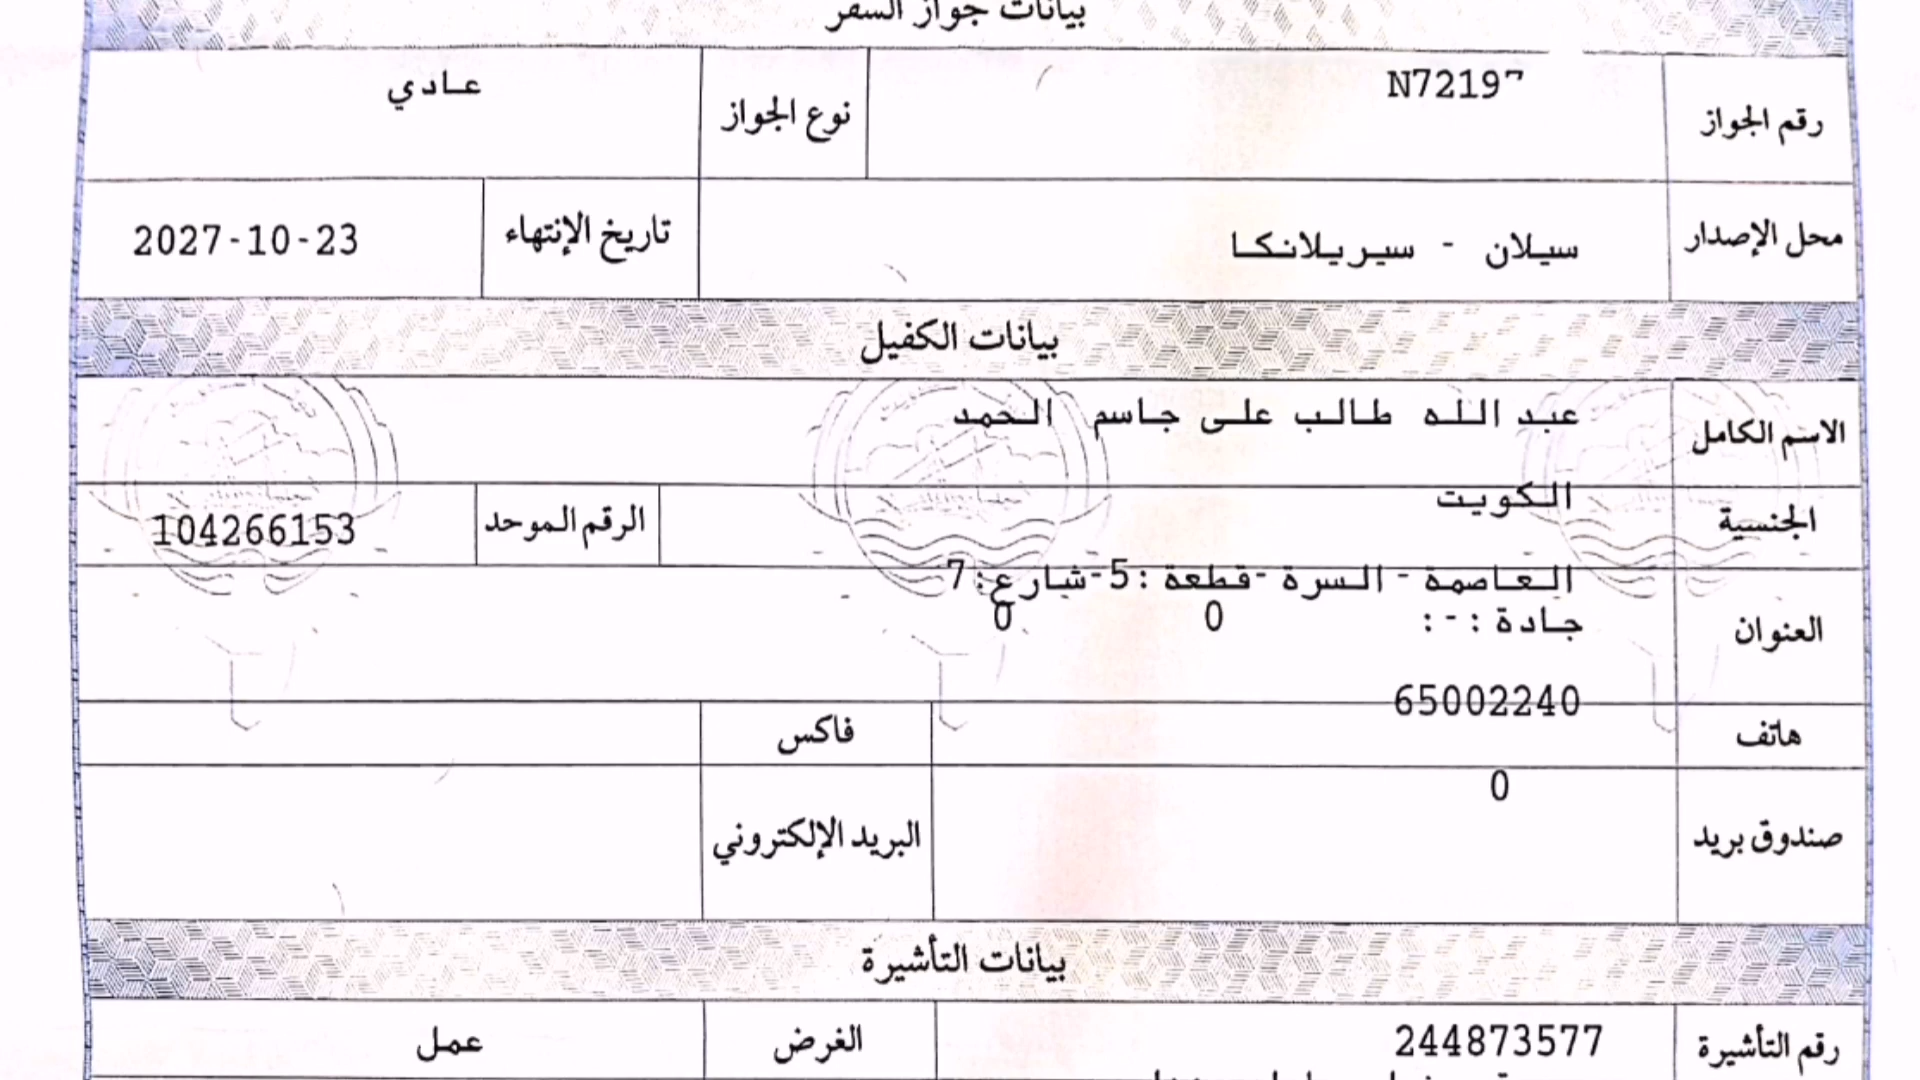 بيانات جواز السفر
رقم الجواز N7219 نوع الجواز عادي
محل الإصدار سيلان - سيريلانكا تاريخ الإنتهاء 2027-10-23
بيانات الكفيل
الاسم الكامل عبد الله طالب على جاسم الحمد
الجنسية الكويت الرقم الموحد 104266153
العنوان العاصمة - السرة -قطعة :5-شارع:7
جادة :-: 0 0
هاتف 65002240 فاكس
صندوق بريد 0 البريد الإلكتروني
بيانات التأشيرة
رقم التأشيرة 244873577 الغرض عمل